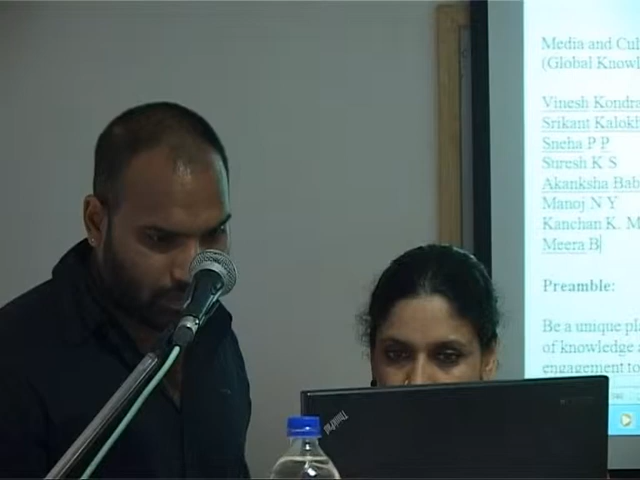 Media and Cul
(Global Knowl
Vinesh Kondra
Srikant Kalokh
Sneha P P
Suresh K S
Akanksha Bab
Manoj N Y
Kanchan K. M
Meera B
Preamble:
Be a unique pla
of knowledge a
engagement to
ThinkPad